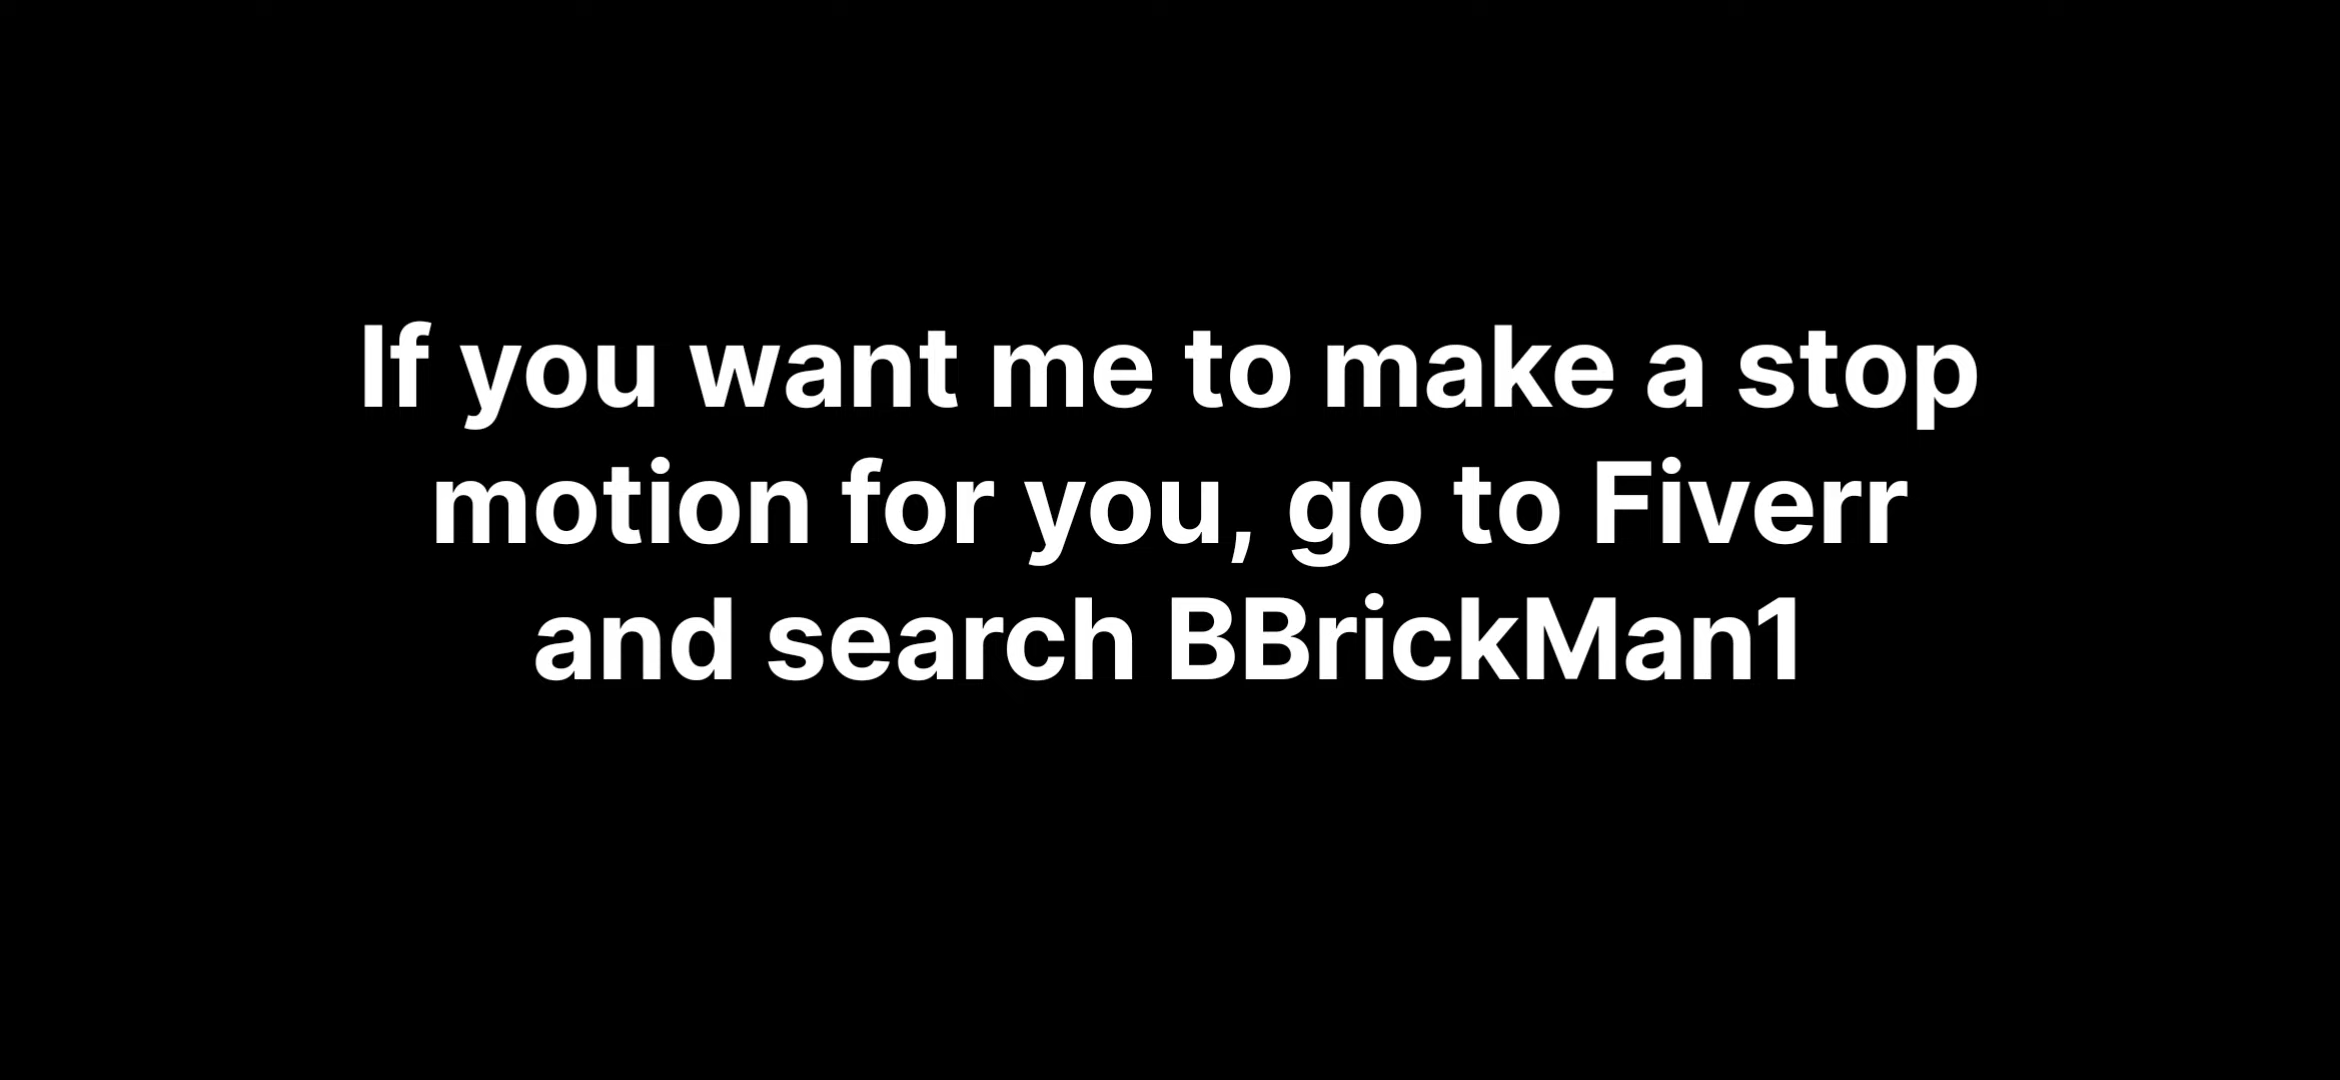 If you want me to make a stop
motion for you, go to Fiverr
and search BBrickMan1